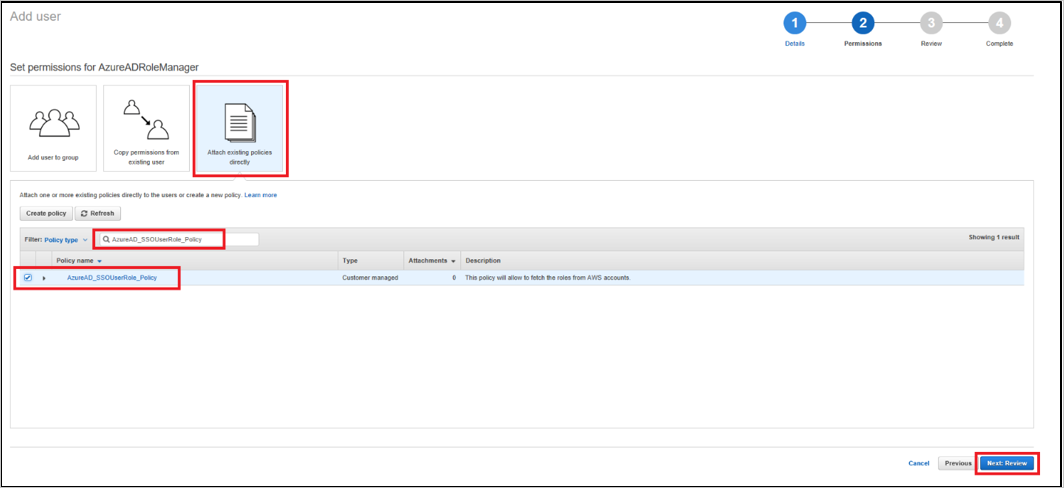 Add user
1 2 3 4
Details Permissions Review Complete
Set permissions for AzureADRoleManager
Add user to group
Copy permissions from
existing user
Attach existing policies
directly
Attach one or more existing policies directly to the users or create a new policy. Learn more
Create policy Refresh
Filter: Policy type AzureAD_SSOUserRole_Policy Showing 1 result
Policy name Type Attachments Description
AzureAD_SSOUserRole_Policy Customer managed 0 This policy will allow to fetch the roles from AWS accounts.
Cancel Previous Next: Review